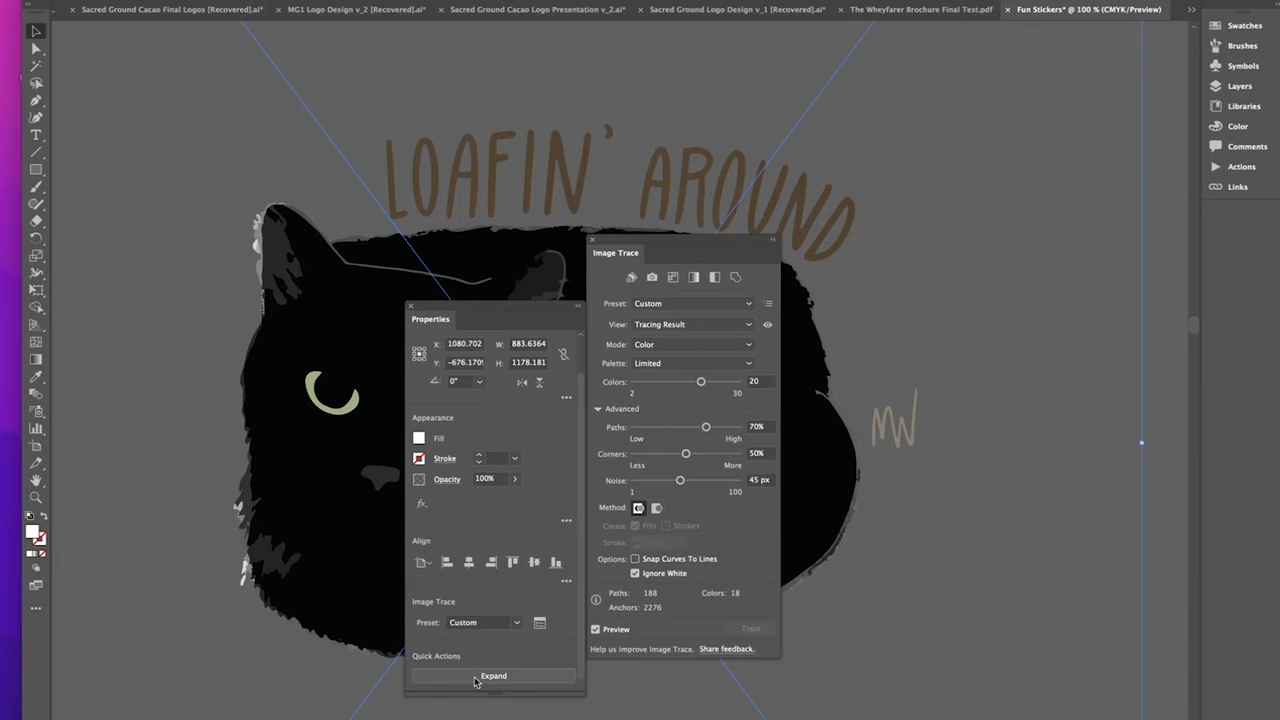 Sacred Ground Cacao Final Logos [Recovered].ai*
MG1 Logo Design v_2 [Recovered].ai*
Sacred Ground Cacao Logo Presentation v_2.ai*
Sacred Ground Logo Design v_1 [Recovered].ai*
The Wheyfarer Brochure Final Test.pdf
Fun Stickers* @ 100 % (CMYK/Preview)
Swatches
Brushes
Symbols
Layers
Libraries
Color
Comments
Actions
Links
LOAFIN' AROUND
MW
Properties
X: 1080.702 W: 883.6364
Y: -676.170 H: 1178.181
0°
Appearance
Fill
Stroke
Opacity 100%
fx
Align
Image Trace
Preset: Custom
Quick Actions
Expand
Image Trace
Preset: Custom
View: Tracing Result
Mode: Color
Palette: Limited
Colors: 20
2 30
Advanced
Paths: 70%
Low High
Corners: 50%
Less More
Noise: 45 px
1 100
Method:
Create: Fills Strokes
Stroke:
Options: Snap Curves To Lines
Ignore White
Paths: 188 Colors: 18
Anchors: 2276
Preview Trace
Help us improve Image Trace. Share feedback.